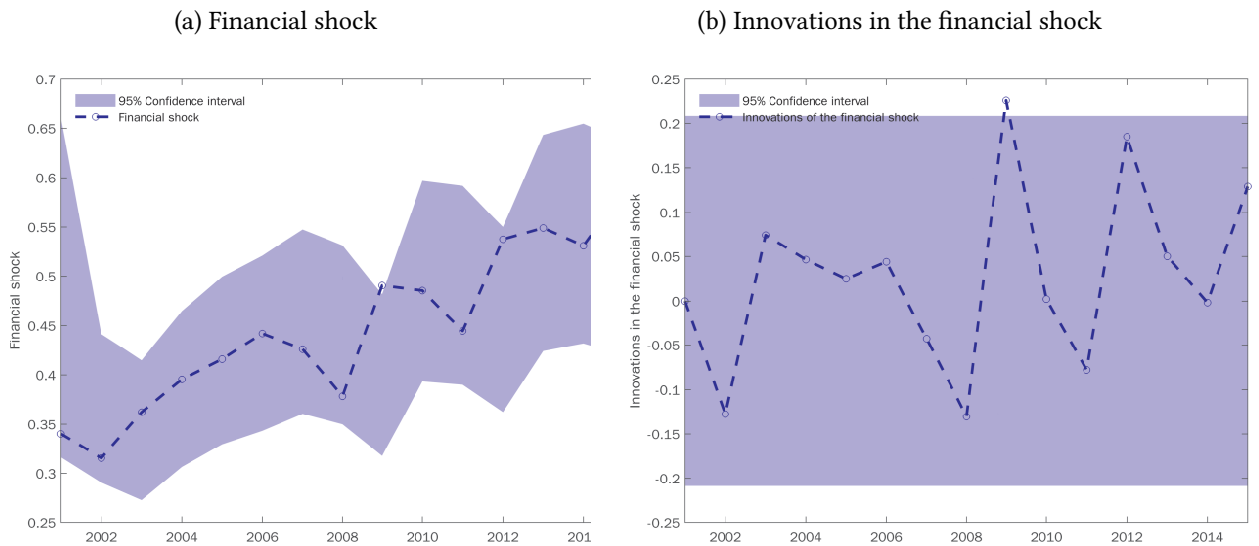 (a) Financial shock
0.7
0.65
0.6
0.55
0.5
0.45
0.4
0.35
0.3
0.25
Financial shock
95% Confidence interval
Financial shock
2002 2004 2006 2008 2010 2012 201
(b) Innovations in the financial shock
0.25
0.2
0.15
0.1
0.05
0
-0.05
-0.1
-0.15
-0.2
-0.25
Innovations in the financial shock
95% Confidence interval
Innovations of the financial shock
2002 2004 2006 2008 2010 2012 2014